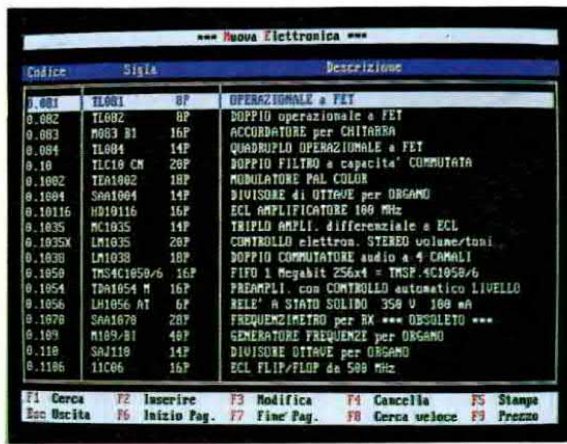 *** Nuova Elettronica ***
Codice Sigla Descrizione
0.081 TL081 8P OPERAZIONALE a FET
0.082 TL082 8P DOPPIO operazionale a FET
0.083 M083 B1 16P ACCORDATORE per CHITARRA
0.084 TL084 14P QUADRUPLO OPERAZIONALE a FET
0.10 TLC10 CN 20P DOPPIO FILTRO a capacita' COMMUTATA
0.1002 TEA1002 18P MODULATORE PAL COLOR
0.1004 SAA1004 14P DIVISORE di OTTAVE per ORGANO
0.10116 HD10116 16P ECL AMPLIFICATORE 100 MHz
0.1035 MC1035 14P TRIPLO AMPLI. differenziale a ECL
0.1035X LM1035 20P CONTROLLO elettron. STEREO volume/toni
0.1038 LM1038 18P DOPPIO COMMUTATORE audio a 4 CANALI
0.1050 TMS4C1050/6 16P FIFO 1 Megabit 256x4 = TMSP.4C1050/6
0.1054 TDA1054 M 16P PREAMPLI. con CONTROLLO automatico LIVELLO
0.1056 LH1056 AT 6P RELE' A STATO SOLIDO 350 V 100 mA
0.1070 SAA1070 28P FREQUENZIMETRO per RX *** OBSOLETO ***
0.109 M109/B1 40P GENERATORE FREQUENZE per ORGANO
0.110 SAJ110 14P DIVISORE OTTAVE per ORGANO
0.1106 11C06 16P ECL FLIP/FLOP da 500 MHz
F1 Cerca F2 Inserire F3 Modifica F4 Cancella F5 Stampa
Esc Uscita F6 Inizio Pag. F7 Fine Pag. F8 Cerca veloce F9 Prezzo